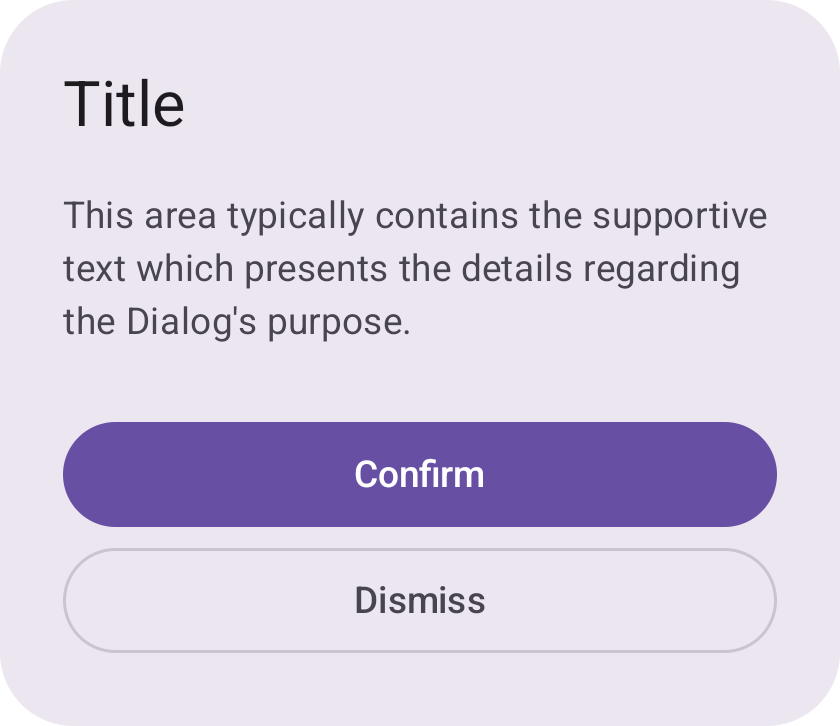 Title
This area typically contains the supportive
text which presents the details regarding
the Dialog's purpose.
Confirm
Dismiss